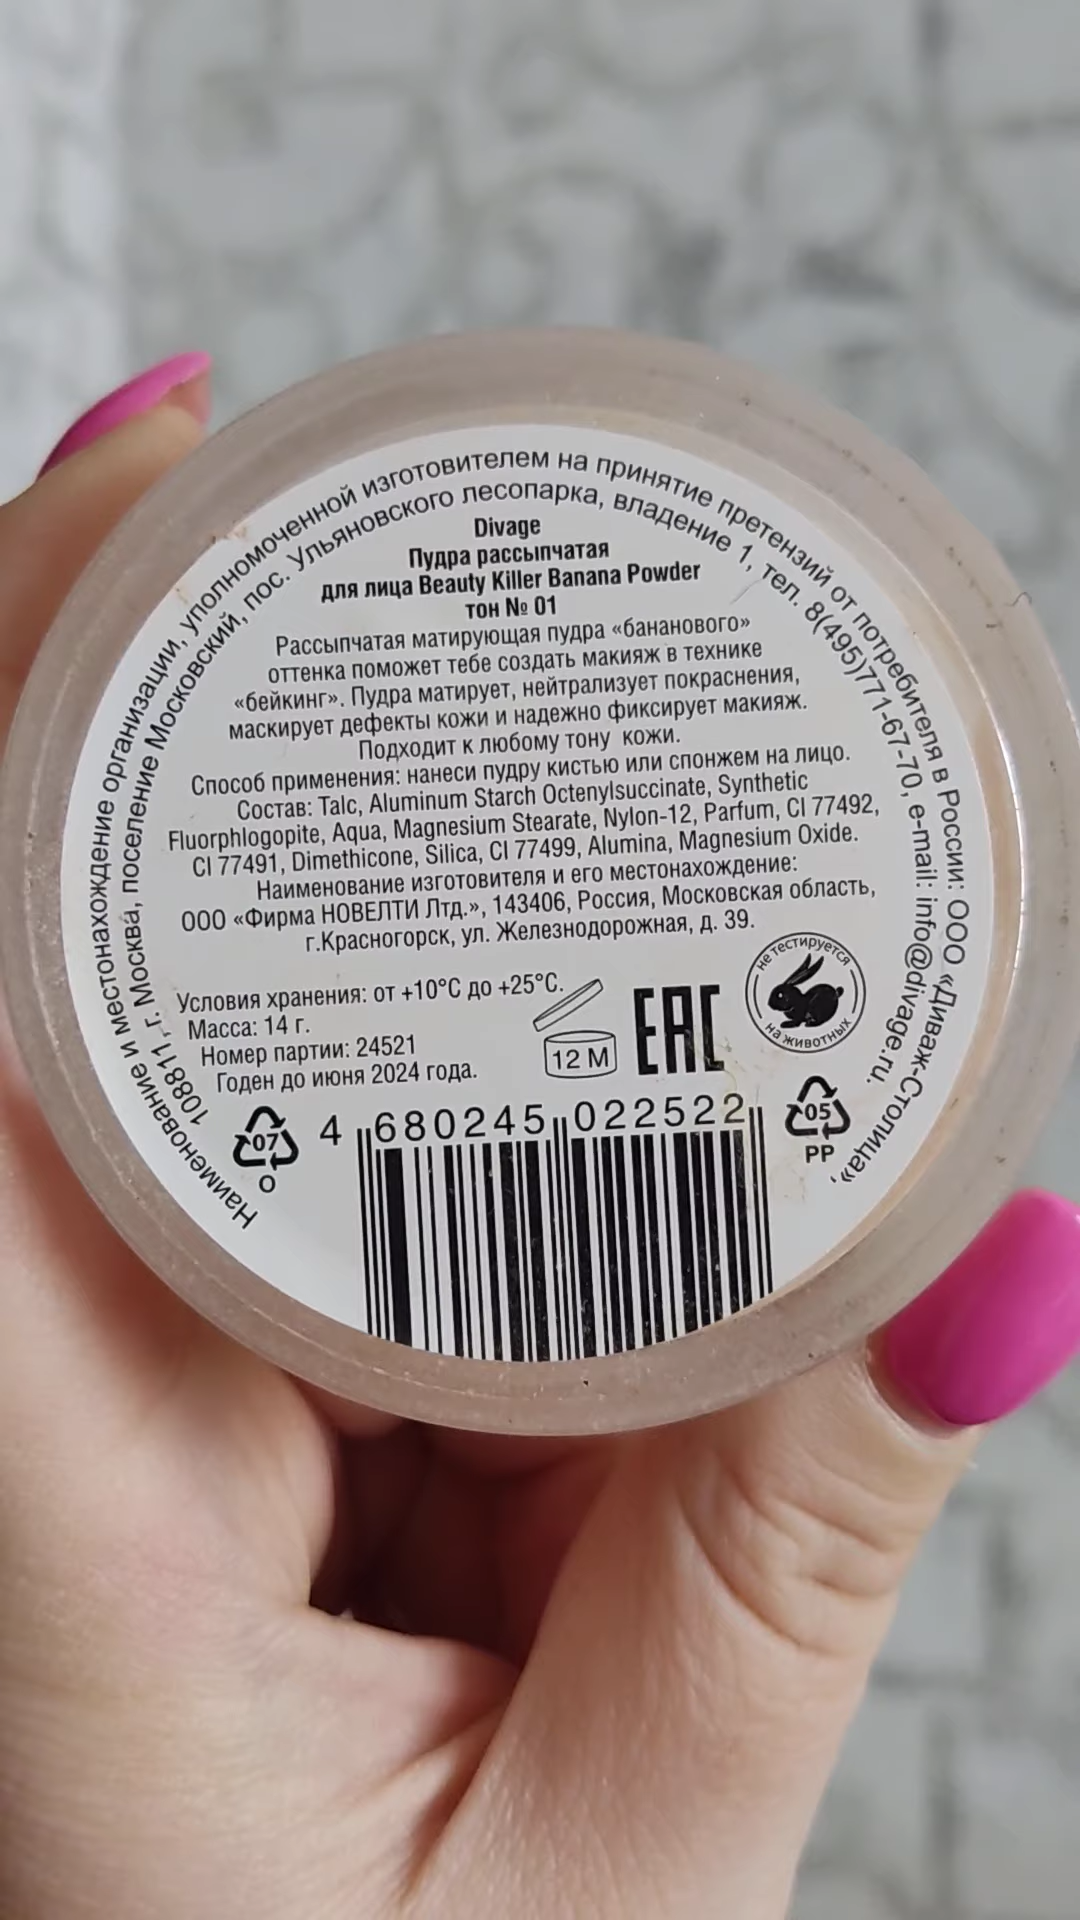 Наименование и местонахождение организации, уполномоченной изготовителем на принятие претензий от потребителя в России: ООО «Диваж-Столица»,
108811, г. Москва, поселение Московский, пос. Ульяновского лесопарка, владение 1, тел. 8(495)771-67-70, e-mail: info@divage.ru.
Divage
Пудра рассыпчатая
для лица Beauty Killer Banana Powder
тон № 01
Рассыпчатая матирующая пудра «бананового»
оттенка поможет тебе создать макияж в технике
«бейкинг». Пудра матирует, нейтрализует покраснения,
маскирует дефекты кожи и надежно фиксирует макияж.
Подходит к любому тону кожи.
Способ применения: нанеси пудру кистью или спонжем на лицо.
Состав: Talc, Aluminum Starch Octenylsuccinate, Synthetic
Fluorphlogopite, Aqua, Magnesium Stearate, Nylon-12, Parfum, CI 77492,
CI 77491, Dimethicone, Silica, CI 77499, Alumina, Magnesium Oxide.
Наименование изготовителя и его местонахождение:
ООО «Фирма НОВЕЛТИ Лтд.», 143406, Россия, Московская область,
г.Красногорск, ул. Железнодорожная, д. 39.
Условия хранения: от +10°С до +25°С.
Масса: 14 г.
Номер партии: 24521
Годен до июня 2024 года.
12 M
EAC
не тестируется
на животных
07
O
4 680245 022522
05
PP